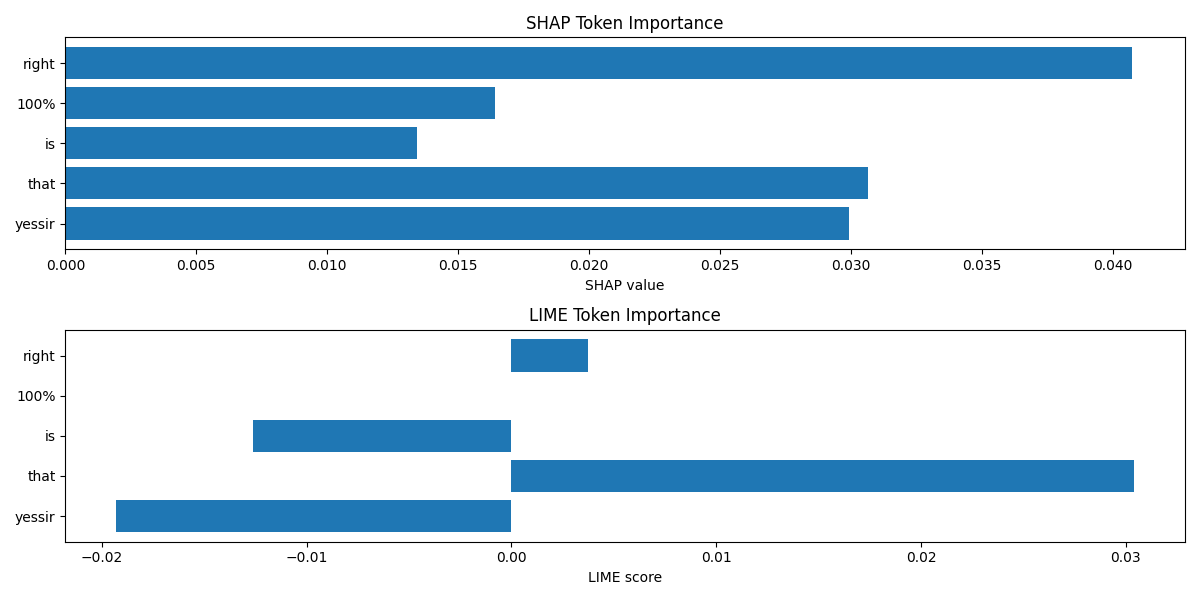 SHAP Token Importance
right
100%
is
that
yessir
0.000 0.005 0.010 0.015 0.020 0.025 0.030 0.035 0.040
SHAP value
LIME Token Importance
right
100%
is
that
yessir
−0.02 −0.01 0.00 0.01 0.02 0.03
LIME score